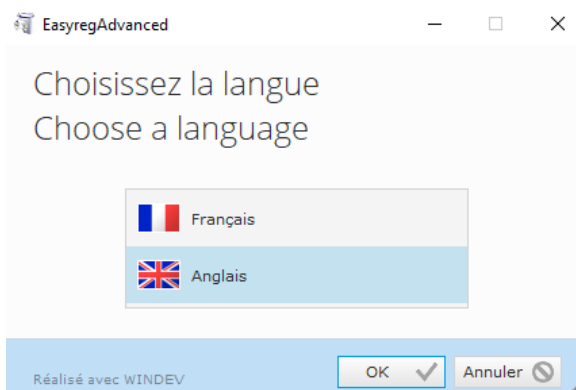 EasyregAdvanced
Choisissez la langue
Choose a language
Français
Anglais
Réalisé avec WINDEV
OK
Annuler